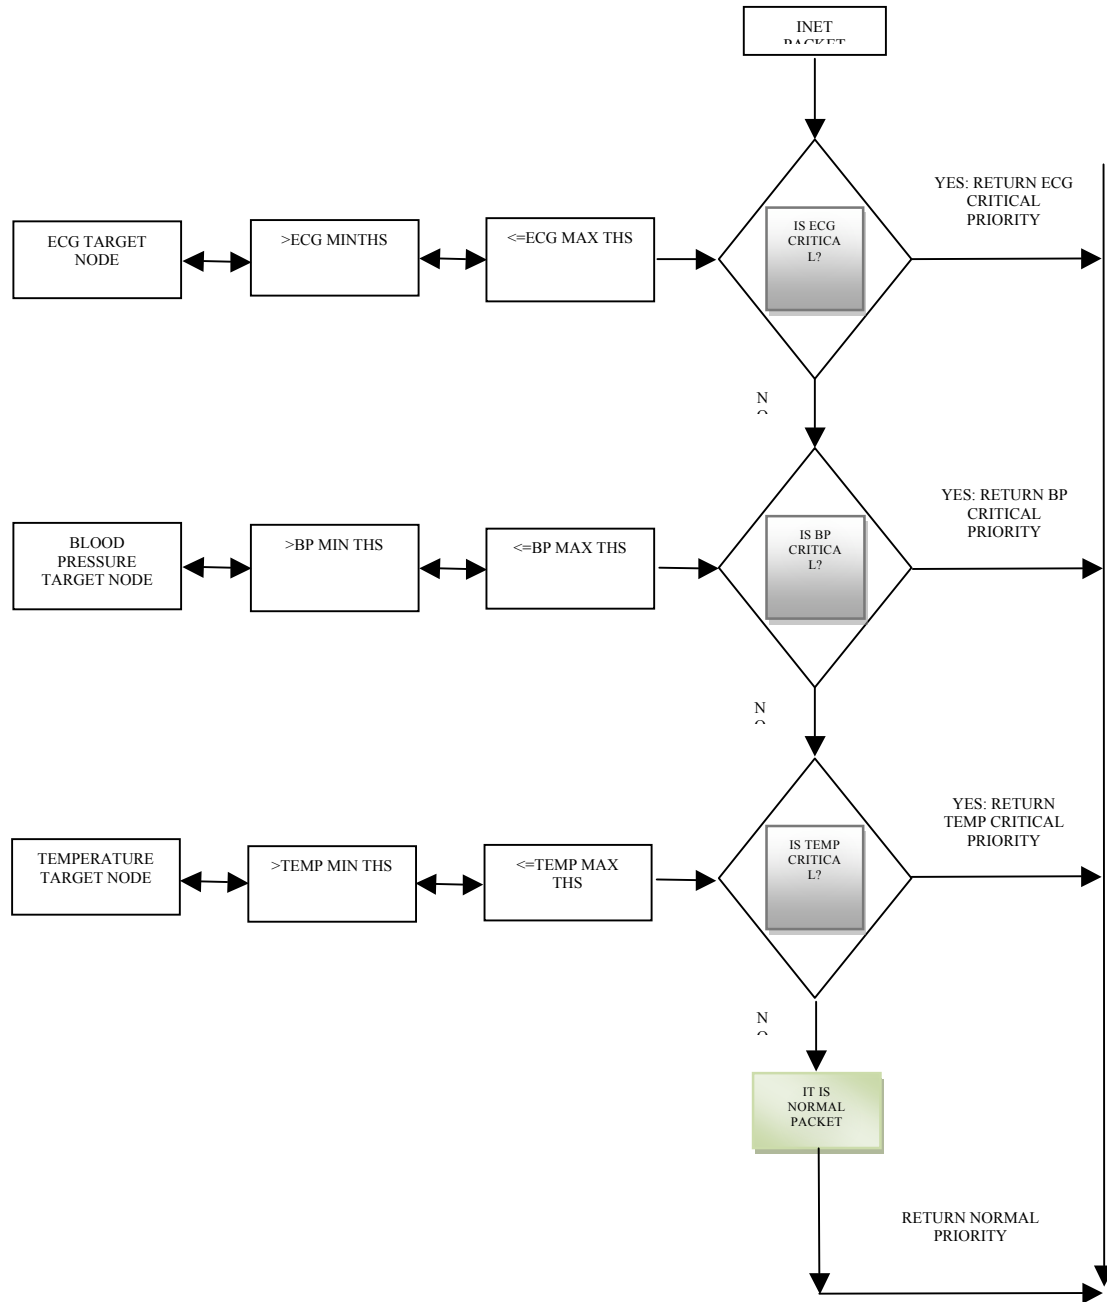 INET
YES: RETURN ECG
CRITICAL
PRIORITY
ECG TARGET
NODE
>ECG MINTHS
<=ECG MAX THS
IS ECG
CRITICA
L?
N
YES: RETURN BP
CRITICAL
PRIORITY
BLOOD
PRESSURE
TARGET NODE
>BP MIN THS
<=BP MAX THS
IS BP
CRITICA
L?
N
YES: RETURN
TEMP CRITICAL
PRIORITY
TEMPERATURE
TARGET NODE
>TEMP MIN THS
<=TEMP MAX
THS
IS TEMP
CRITICA
L?
N
IT IS
NORMAL
PACKET
RETURN NORMAL
PRIORITY